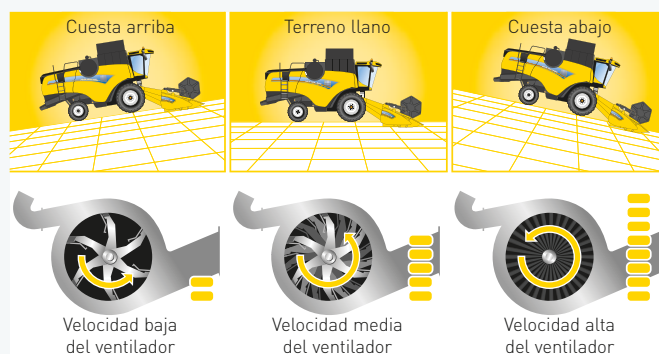 Cuesta arriba
Terreno llano
Cuesta abajo
Velocidad baja
del ventilador
Velocidad media
del ventilador
Velocidad alta
del ventilador